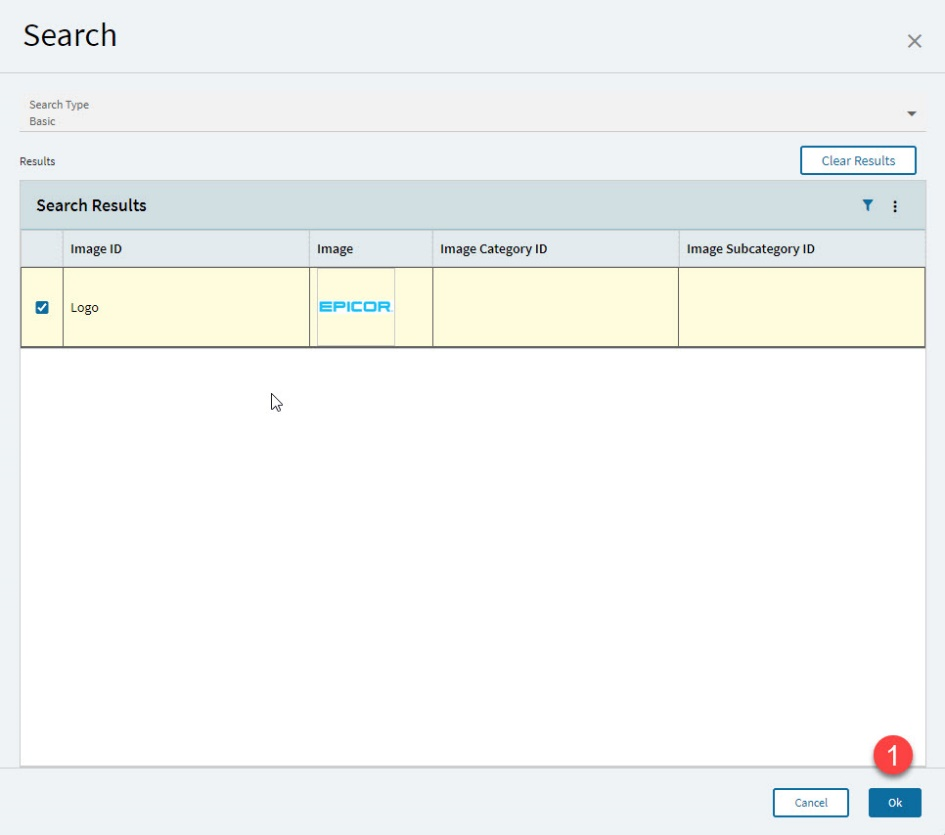 Search
Search Type
Basic
Results
Clear Results
Search Results
Image ID Image Image Category ID Image Subcategory ID
Logo EPICOR
1
Cancel Ok